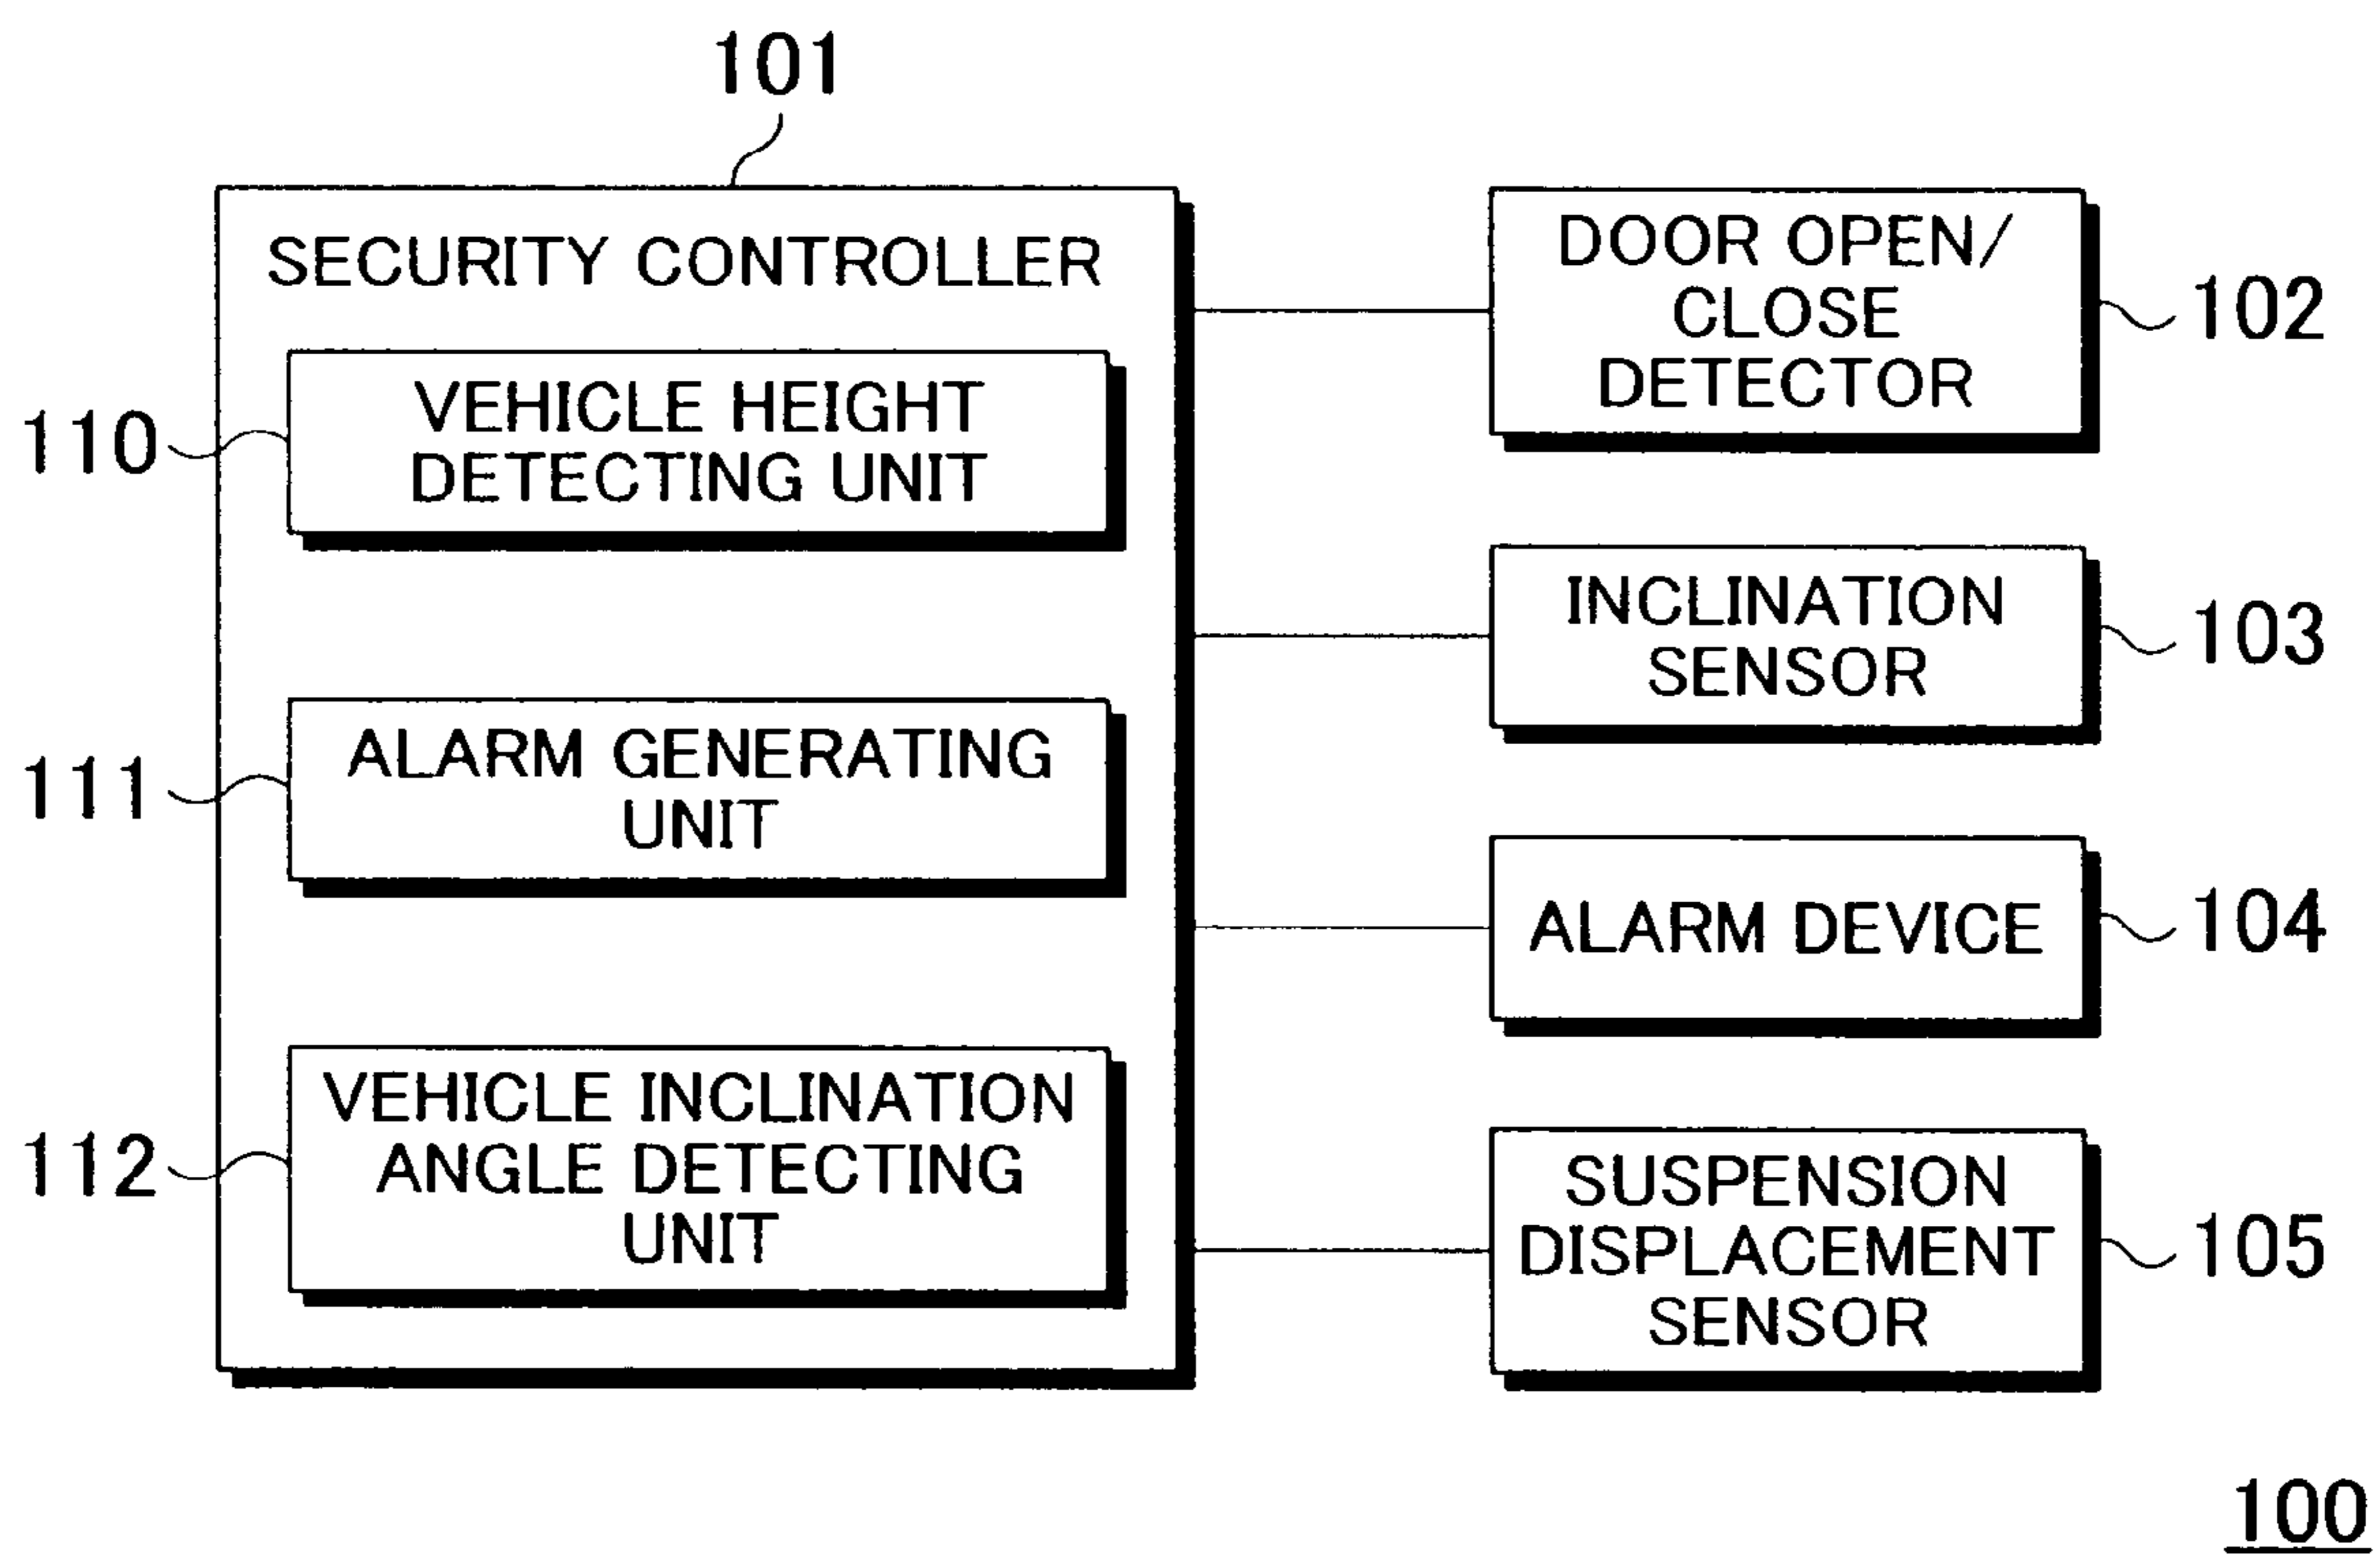 101
SECURITY CONTROLLER
110
VEHICLE HEIGHT
DETECTING UNIT
111
ALARM GENERATING
UNIT
112
VEHICLE INCLINATION
ANGLE DETECTING
UNIT
DOOR OPEN/
CLOSE
DETECTOR
102
INCLINATION
SENSOR
103
ALARM DEVICE
104
SUSPENSION
DISPLACEMENT
SENSOR
105
100